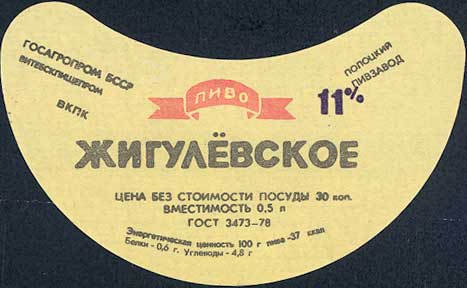 ГОСАГРОПРОМ БССР
ВИТЕБСКПИЩЕПРОМ
ВКПК
ПОЛОЦКИЙ
ПИВЗАВОД
ПИВО
11%
ЖИГУЛЁВСКОЕ
ЦЕНА БЕЗ СТОИМОСТИ ПОСУДЫ 30 коп.
ВМЕСТИМОСТЬ 0,5 л
ГОСТ 3473-78
Энергетическая ценность 100 г пива -37 ккал
Белки - 0,6 г. Углеводы - 4,8 г